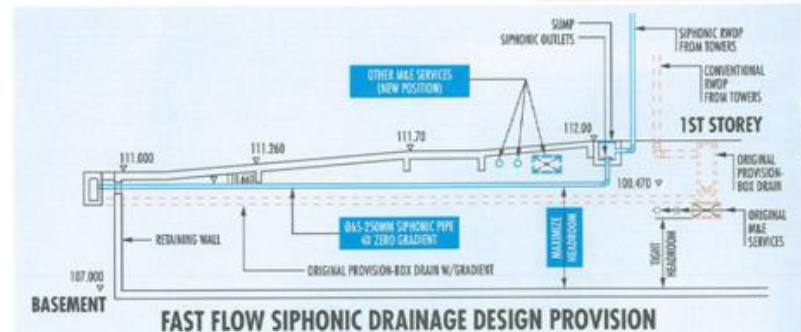 SUMP
SIPHONIC OUTLETS
SIPHONIC RWDP
FROM TOWERS
OTHER M&E SERVICES
(NEW POSITION)
CONVENTIONAL
RWDP
FROM TOWERS
1ST STOREY
112.00
111.70
111.260
111.000
110.660
100.470
ORIGINAL
PROVISION-
BOX DRAIN
Ø65-250MM SIPHONIC PIPE
@ ZERO GRADIENT
MAXIMIZE
HEADROOM
ORIGINAL
M&E
SERVICES
RETAINING WALL
ORIGINAL PROVISION-BOX DRAIN W/GRADIENT
TIGHT
HEADROOM
107.000
BASEMENT
FAST FLOW SIPHONIC DRAINAGE DESIGN PROVISION